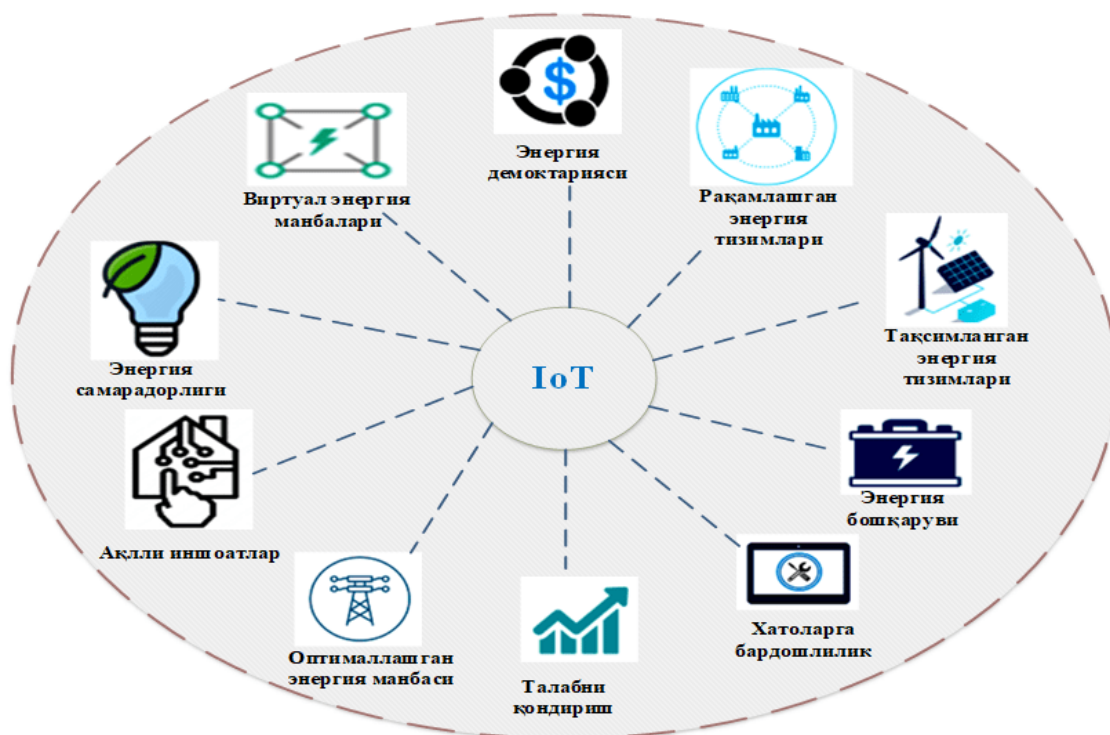 Энергия
демоктарияси
Виртуал энергия
манбалари
Рақамлашган
энергия
тизимлари
Тақсимланган
энергия
тизимлари
Энергия
самарадорлиги
IoT
Энергия
бошқаруви
Ақлли иншоатлар
Оптималлашган
энергия манбаси
Талабни
қондириш
Хатоларга
бардошлилик
$